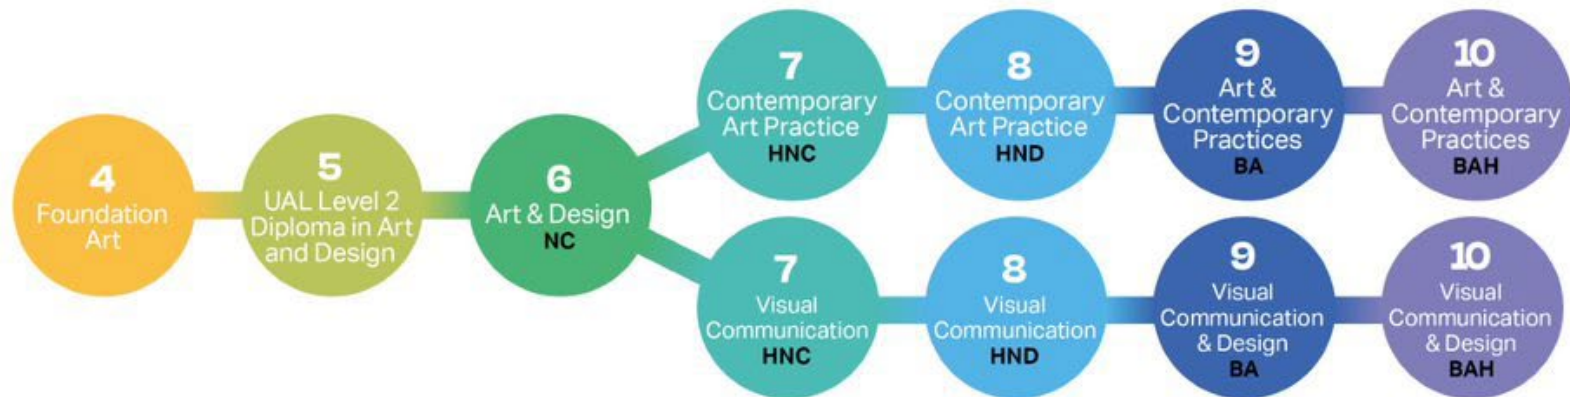 4
Foundation
Art
5
UAL Level 2
Diploma in Art
and Design
6
Art & Design
NC
7
Contemporary
Art Practice
HNC
8
Contemporary
Art Practice
HND
9
Art &
Contemporary
Practices
BA
10
Art &
Contemporary
Practices
BAH
7
Visual
Communication
HNC
8
Visual
Communication
HND
9
Visual
Communication
& Design
BA
10
Visual
Communication
& Design
BAH